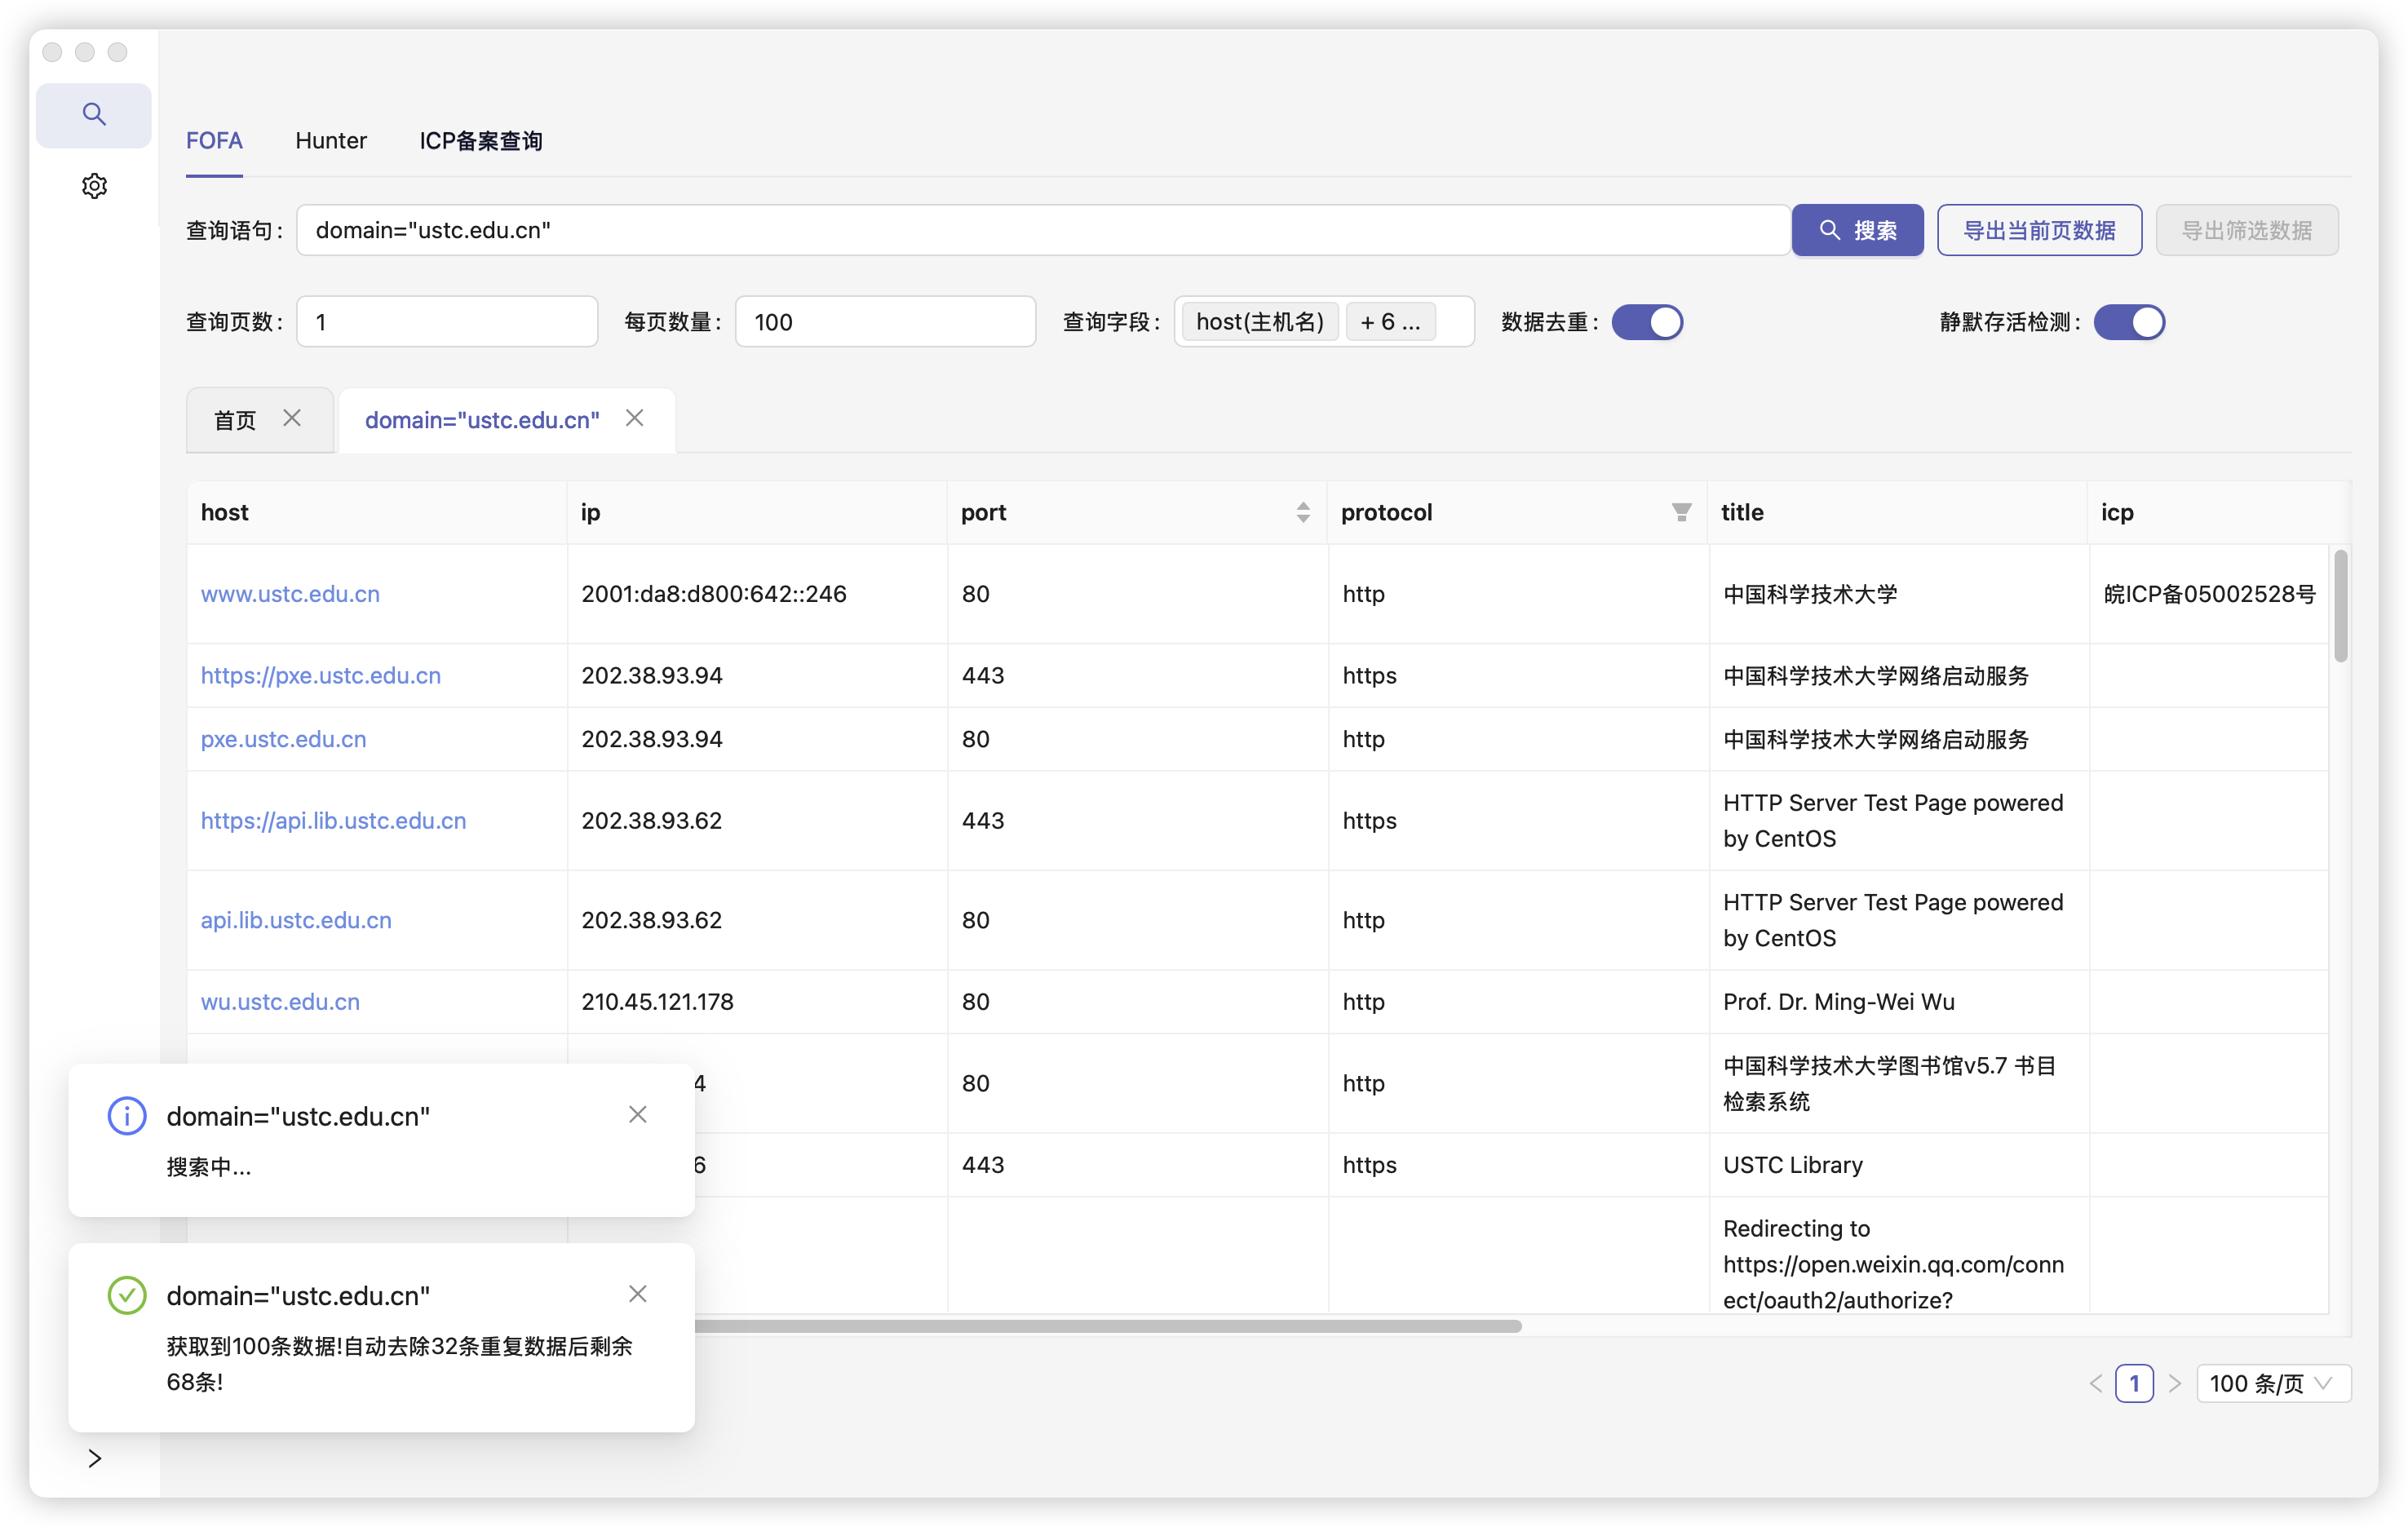 FOFA Hunter ICP备案查询
查询语句: domain="ustc.edu.cn" 搜索 导出当前页数据 导出筛选数据
查询页数: 1 每页数量: 100 查询字段: host(主机名) + 6 ... 数据去重: 静默存活检测:
首页 domain="ustc.edu.cn"
host ip port protocol title icp
www.ustc.edu.cn 2001:da8:d800:642::246 80 http 中国科学技术大学 皖ICP备05002528号
https://pxe.ustc.edu.cn 202.38.93.94 443 https 中国科学技术大学网络启动服务
pxe.ustc.edu.cn 202.38.93.94 80 http 中国科学技术大学网络启动服务
https://api.lib.ustc.edu.cn 202.38.93.62 443 https HTTP Server Test Page powered
by CentOS
api.lib.ustc.edu.cn 202.38.93.62 80 http HTTP Server Test Page powered
by CentOS
wu.ustc.edu.cn 210.45.121.178 80 http Prof. Dr. Ming-Wei Wu
4 80 http 中国科学技术大学图书馆v5.7 书目
检索系统
6 443 https USTC Library
Redirecting to
https://open.weixin.qq.com/conn
ect/oauth2/authorize?
domain="ustc.edu.cn"
搜索中...
domain="ustc.edu.cn"
获取到100条数据!自动去除32条重复数据后剩余
68条!
1 100 条/页